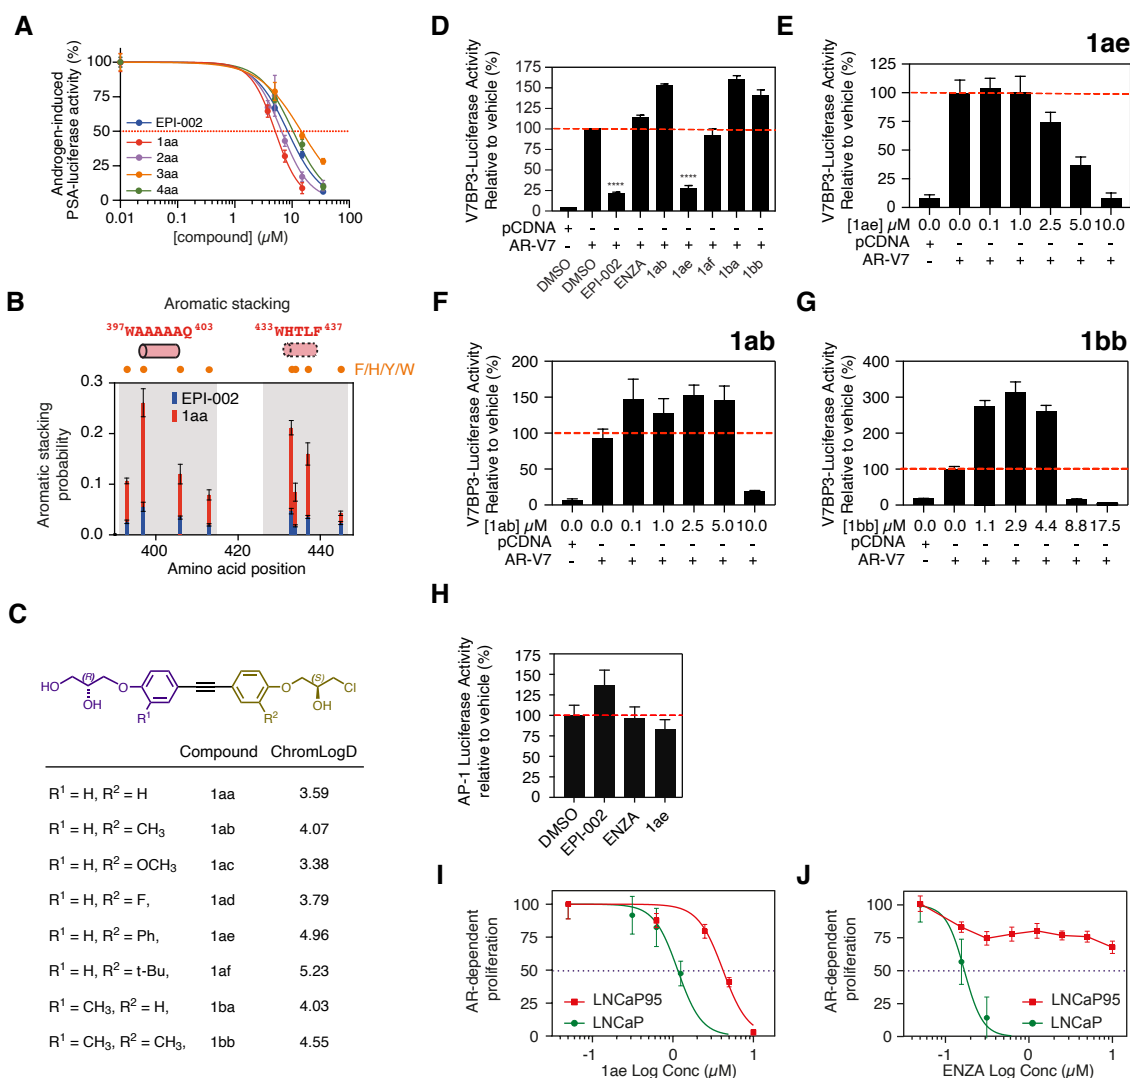 A
Androgen-induced
PSA-luciferase activity (%)
100
75
50
25
0
EPI-002
1aa
2aa
3aa
4aa
0.01 0.1 1 10 100
[compound] (µM)
B
Aromatic stacking
397WAAAAAQ403 433WHTLF437
F/H/Y/W
Aromatic stacking
probability
0.3
0.2
0.1
0.0
EPI-002
1aa
400 420 440
Amino acid position
C
HO (R) OH O R1 R2 O (S) OH Cl
Compound ChromLogD
R1 = H, R2 = H 1aa 3.59
R1 = H, R2 = CH3 1ab 4.07
R1 = H, R2 = OCH3 1ac 3.38
R1 = H, R2 = F, 1ad 3.79
R1 = H, R2 = Ph, 1ae 4.96
R1 = H, R2 = t-Bu, 1af 5.23
R1 = CH3, R2 = H, 1ba 4.03
R1 = CH3, R2 = CH3, 1bb 4.55
D
V7BP3-Luciferase Activity
Relative to vehicle (%)
175
150
125
100
75
50
25
0
**** ****
pCDNA + - - - - - - - -
AR-V7 - + + + + + + + +
DMSO DMSO EPI-002 ENZA 1ab 1ae 1af 1ba 1bb
E
1ae
V7BP3-Luciferase Activity
Relative to vehicle (%)
125
100
75
50
25
0
[1ae] µM 0.0 0.0 0.1 1.0 2.5 5.0 10.0
pCDNA + - - - - - -
AR-V7 - + + + + + +
F
1ab
V7BP3-Luciferase Activity
Relative to vehicle (%)
200
150
100
50
0
[1ab] µM 0.0 0.0 0.1 1.0 2.5 5.0 10.0
pCDNA + - - - - - -
AR-V7 - + + + + + +
G
1bb
V7BP3-Luciferase Activity
Relative to vehicle (%)
400
300
200
100
0
[1bb] µM 0.0 0.0 1.1 2.9 4.4 8.8 17.5
pCDNA + - - - - - -
AR-V7 - + + + + + +
H
AP-1 Luciferase Activity
relative to vehicle (%)
175
150
125
100
75
50
25
0
DMSO EPI-002 ENZA 1ae
I
AR-dependent
proliferation
100
75
50
25
0
LNCaP95
LNCaP
-1 0 1
1ae Log Conc (µM)
J
AR-dependent
proliferation
100
75
50
25
0
LNCaP95
LNCaP
-1 0 1
ENZA Log Conc (µM)